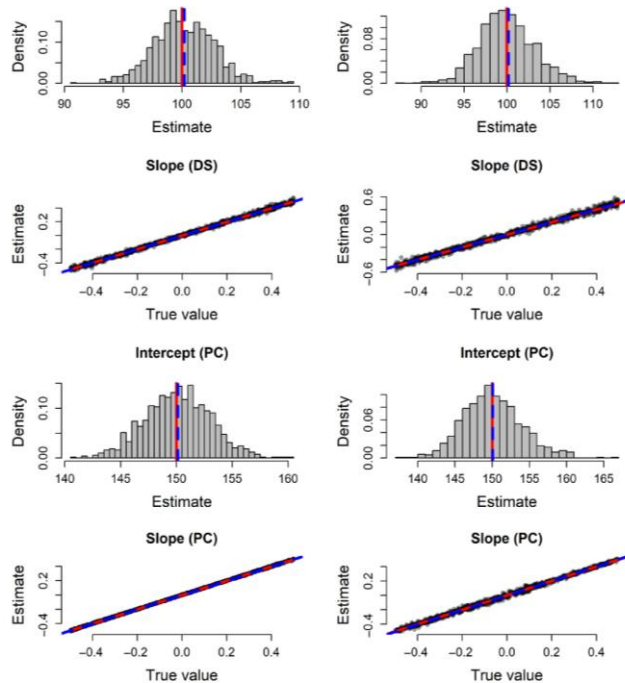 Density
0.00 0.10
90 95 100 105 110
Estimate
Density
0.00 0.08
90 95 100 105 110
Estimate
Slope (DS)
Estimate
−0.4 0.2
−0.4 −0.2 0.0 0.2 0.4
True value
Slope (DS)
Estimate
−0.6 0.0 0.6
−0.4 −0.2 0.0 0.2 0.4
True value
Intercept (PC)
Density
0.00 0.10
140 145 150 155 160
Estimate
Intercept (PC)
Density
0.00 0.06
140 145 150 155 160 165
Estimate
Slope (PC)
Estimate
−0.4 0.2
−0.4 −0.2 0.0 0.2 0.4
True value
Slope (PC)
Estimate
−0.4 0.2
−0.4 −0.2 0.0 0.2 0.4
True value